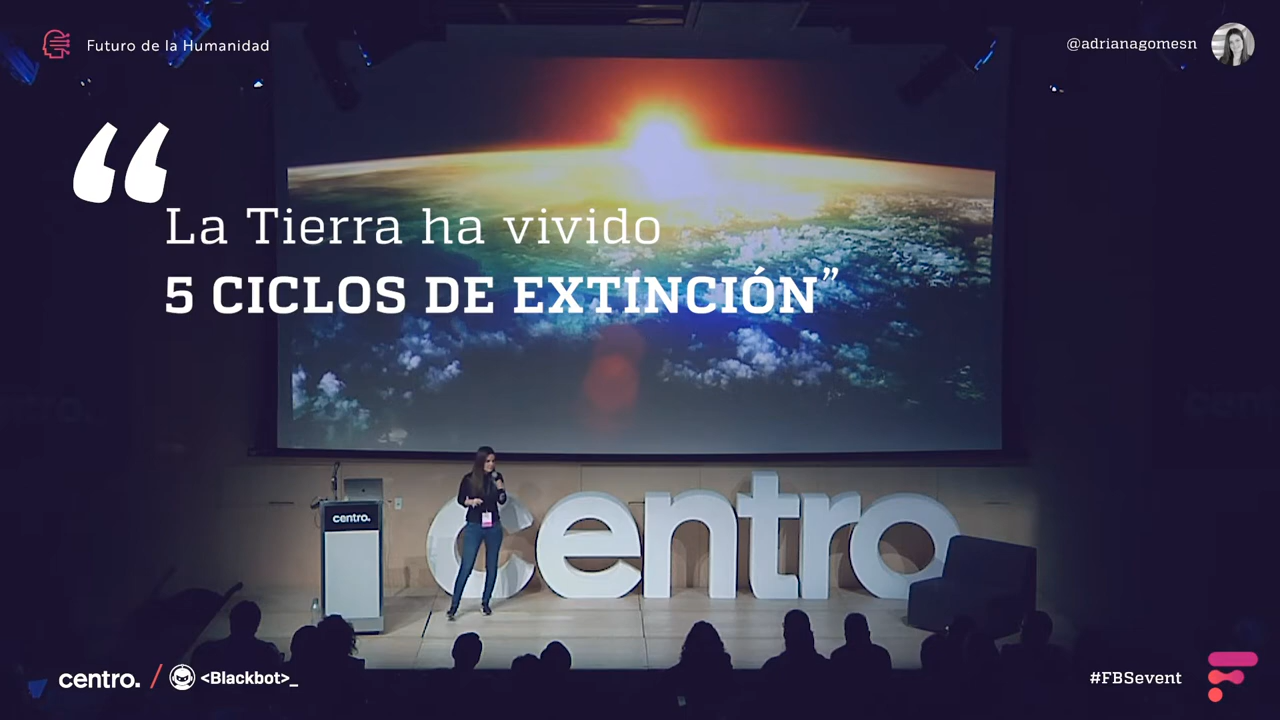 Futuro de la Humanidad
@adrianagomesn
“
La Tierra ha vivido
5 CICLOS DE EXTINCIÓN”
centro.
centro
centro. / <Blackbot>_
#FBSevent